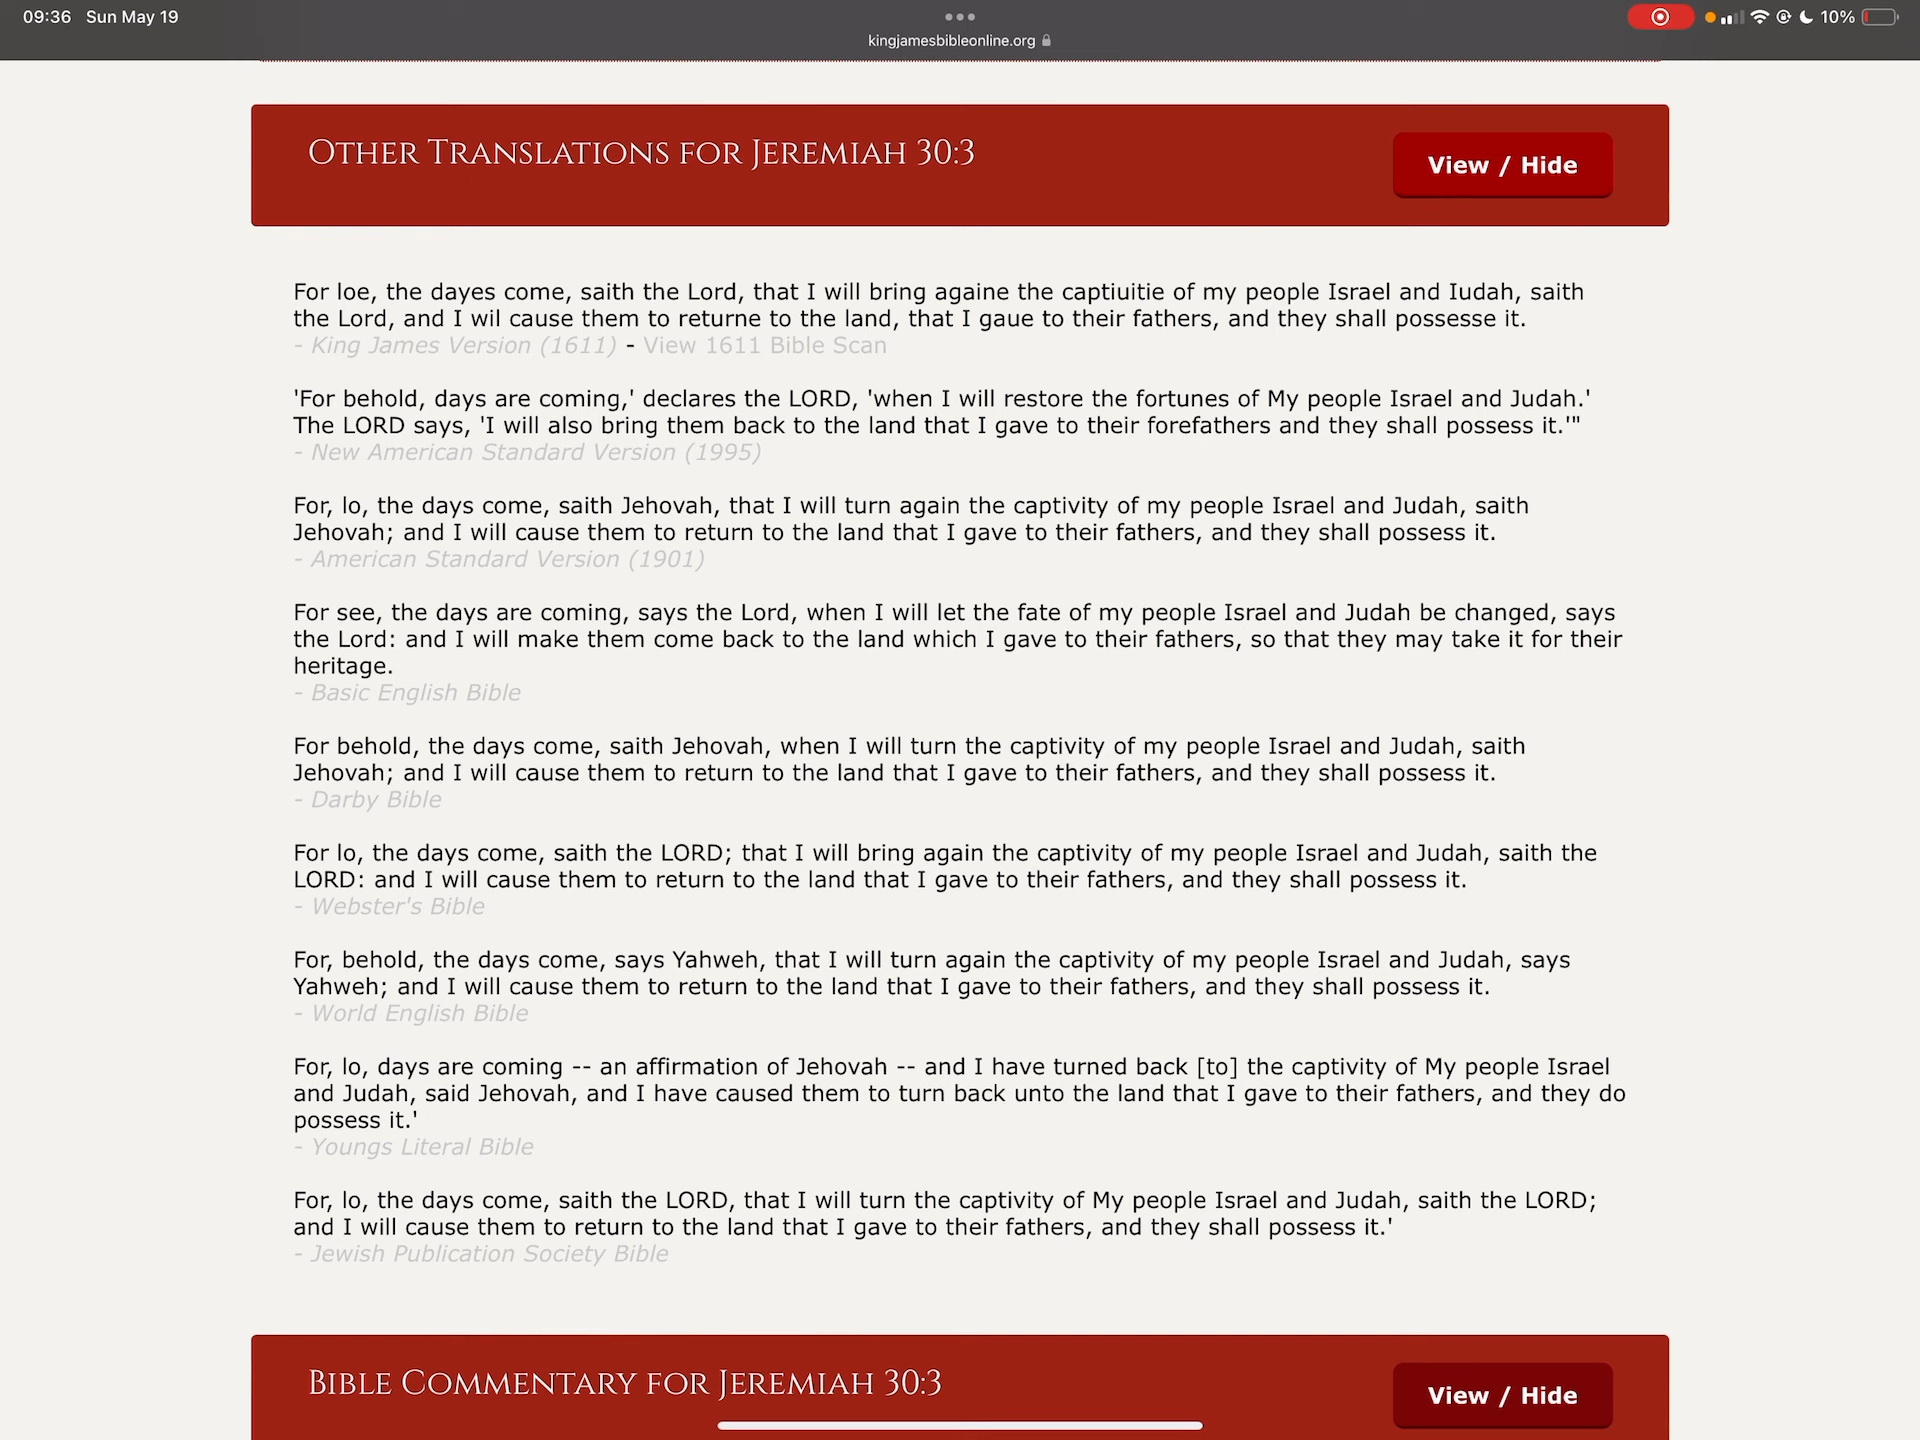 09:36 Sun May 19
10%
kingjamesbibleonline.org
Other Translations for Jeremiah 30:3
View / Hide
For loe, the dayes come, saith the Lord, that I will bring againe the captiuitie of my people Israel and Iudah, saith
the Lord, and I wil cause them to returne to the land, that I gaue to their fathers, and they shall possesse it.
- King James Version (1611) - View 1611 Bible Scan
'For behold, days are coming,' declares the LORD, 'when I will restore the fortunes of My people Israel and Judah.'
The LORD says, 'I will also bring them back to the land that I gave to their forefathers and they shall possess it.'"
- New American Standard Version (1995)
For, lo, the days come, saith Jehovah, that I will turn again the captivity of my people Israel and Judah, saith
Jehovah; and I will cause them to return to the land that I gave to their fathers, and they shall possess it.
- American Standard Version (1901)
For see, the days are coming, says the Lord, when I will let the fate of my people Israel and Judah be changed, says
the Lord: and I will make them come back to the land which I gave to their fathers, so that they may take it for their
heritage.
- Basic English Bible
For behold, the days come, saith Jehovah, when I will turn the captivity of my people Israel and Judah, saith
Jehovah; and I will cause them to return to the land that I gave to their fathers, and they shall possess it.
- Darby Bible
For lo, the days come, saith the LORD; that I will bring again the captivity of my people Israel and Judah, saith the
LORD: and I will cause them to return to the land that I gave to their fathers, and they shall possess it.
- Webster's Bible
For, behold, the days come, says Yahweh, that I will turn again the captivity of my people Israel and Judah, says
Yahweh; and I will cause them to return to the land that I gave to their fathers, and they shall possess it.
- World English Bible
For, lo, days are coming -- an affirmation of Jehovah -- and I have turned back [to] the captivity of My people Israel
and Judah, said Jehovah, and I have caused them to turn back unto the land that I gave to their fathers, and they do
possess it.'
- Youngs Literal Bible
For, lo, the days come, saith the LORD, that I will turn the captivity of My people Israel and Judah, saith the LORD;
and I will cause them to return to the land that I gave to their fathers, and they shall possess it.'
- Jewish Publication Society Bible
Bible Commentary for Jeremiah 30:3
View / Hide